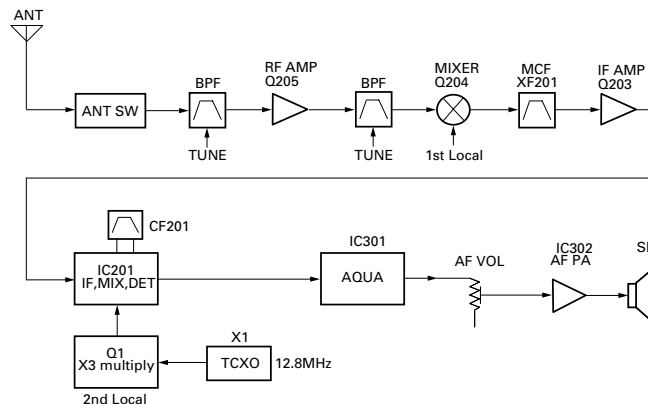 ANT
ANT SW
BPF
TUNE
RF AMP
Q205
BPF
TUNE
MIXER
Q204
1st Local
MCF
XF201
IF AMP
Q203
CF201
IC201
IF,MIX,DET
IC301
AQUA
AF VOL
IC302
AF PA
Q1
X3 multiply
2nd Local
X1
TCXO
12.8MHz